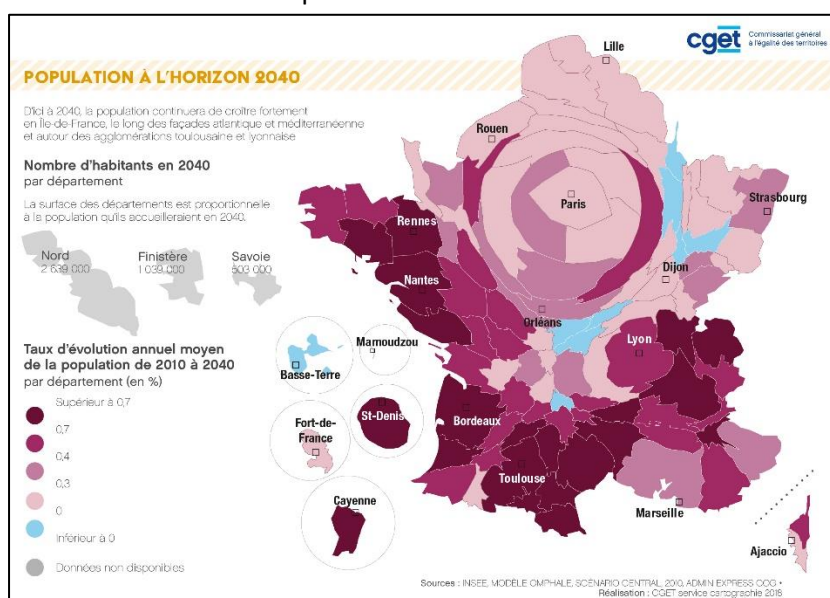 cget
Commissariat général
à l'égalité des territoires
POPULATION À L'HORIZON 2040
D'ici à 2040, la population continuera de croître fortement
en Île-de-France, le long des façades atlantique et méditerranéenne
et autour des agglomérations toulousaine et lyonnaise
Nombre d'habitants en 2040
par département
La surface des départements est proportionnelle
à la population qu'ils accueilleraient en 2040.
Nord
2 639 000
Finistère
1 039 000
Savoie
503 000
Taux d'évolution annuel moyen
de la population de 2010 à 2040
par département (en %)
Supérieur à 0,7
0,7
0,4
0,3
0
Inférieur à 0
Données non disponibles
Lille
Rouen
Paris
Strasbourg
Rennes
Nantes
Dijon
Orléans
Lyon
Bordeaux
Toulouse
Marseille
Ajaccio
Mamoudzou
Basse-Terre
St-Denis
Fort-de-
France
Cayenne
Sources : INSEE, MODÈLE OMPHALE, SCÉNARIO CENTRAL, 2010, ADMIN EXPRESS COG •
Réalisation : CGET service cartographie 2018